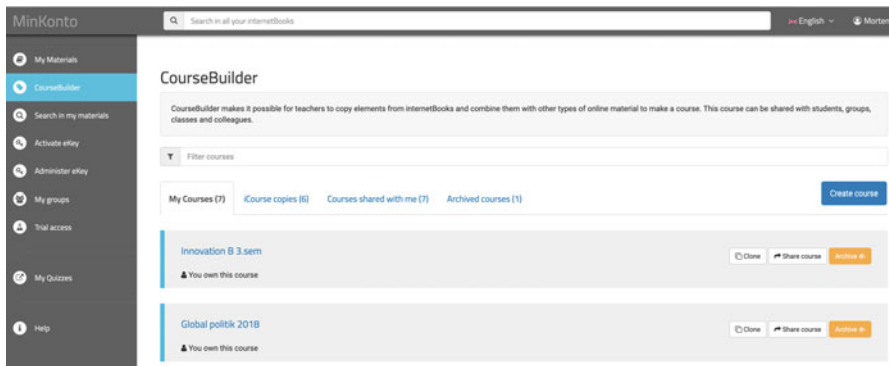 MinKonto
Search in all your internetBooks
English
Morten
My Materials
CourseBuilder
Search in my materials
Activate eKey
Administer eKey
My groups
Trial access
My Quizzes
Help
CourseBuilder
CourseBuilder makes it possible for teachers to copy elements from internetBooks and combine them with other types of online material to make a course. This course can be shared with students, groups,
classes and colleagues.
Filter courses
My Courses (7) iCourse copies (6) Courses shared with me (7) Archived courses (1)
Create course
Innovation B 3.sem
Clone Share course Archive
You own this course
Global politik 2018
Clone Share course Archive
You own this course